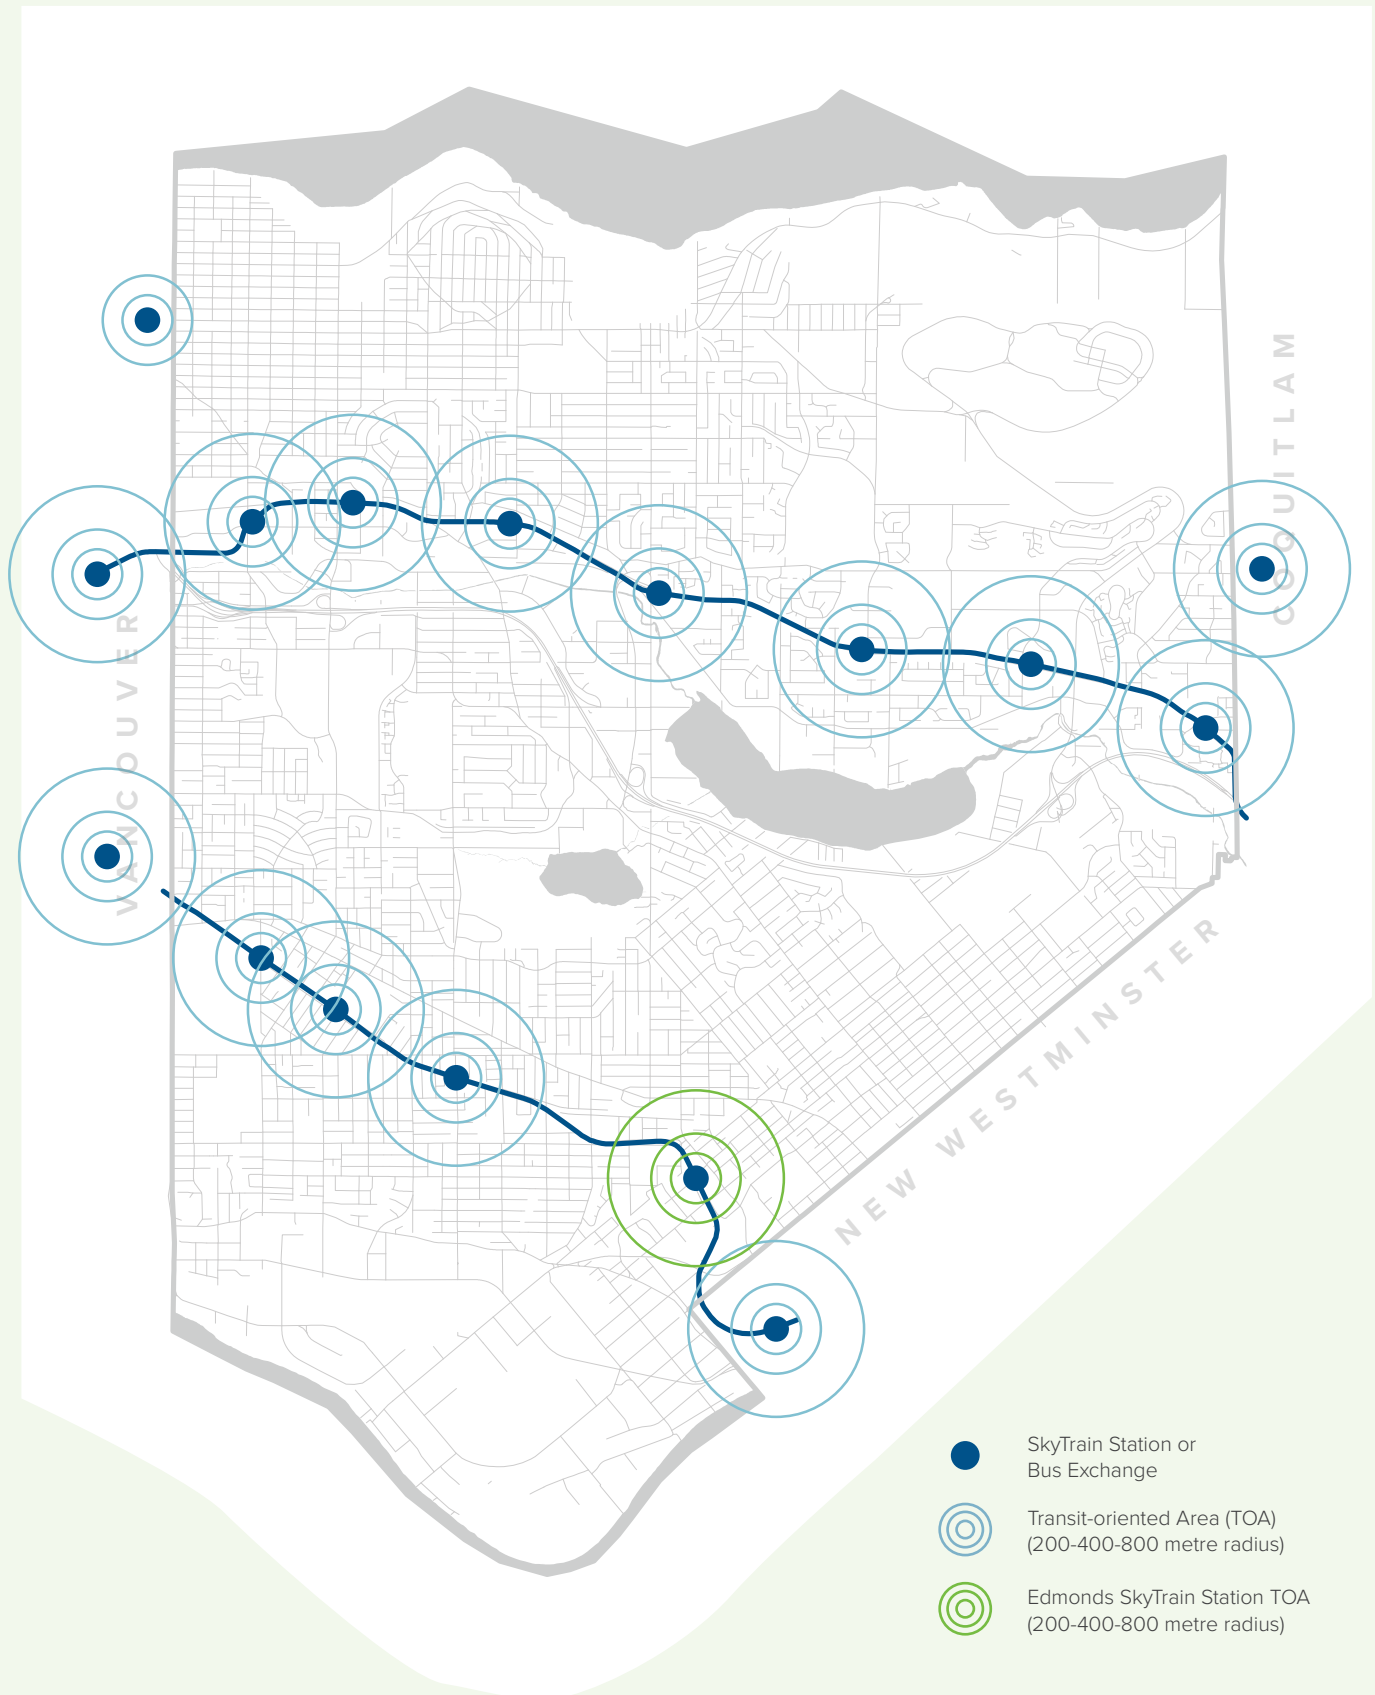 COQUITLAM
VANCOUVER
NEW WESTMINSTER
SkyTrain Station or
Bus Exchange
Transit-oriented Area (TOA)
(200-400-800 metre radius)
Edmonds SkyTrain Station TOA
(200-400-800 metre radius)